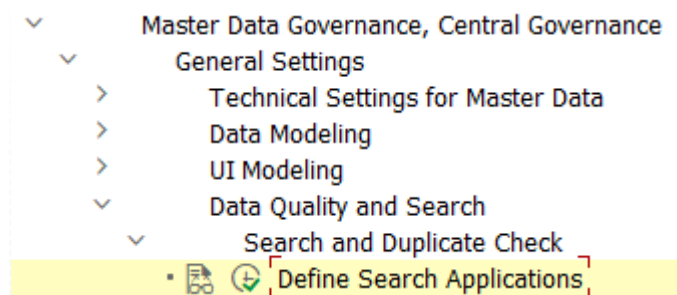 Master Data Governance, Central Governance
General Settings
Technical Settings for Master Data
Data Modeling
UI Modeling
Data Quality and Search
Search and Duplicate Check
Define Search Applications